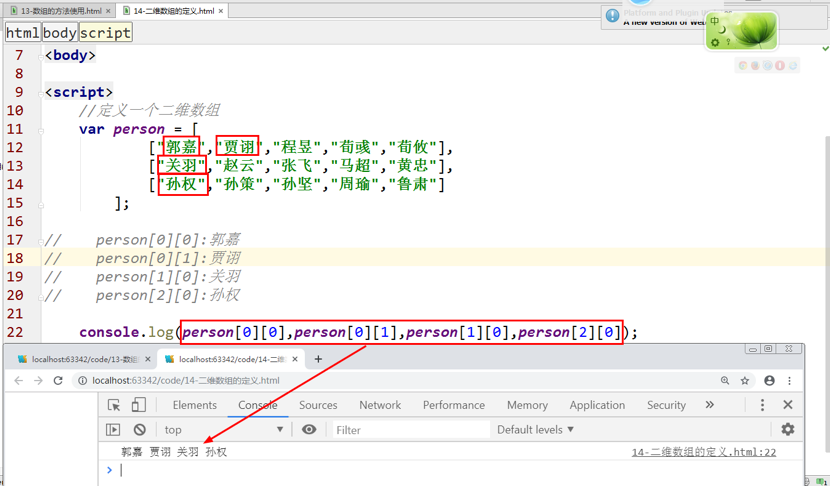 13-数组的方法使用.html ×
14-二维数组的定义.html ×
Platform and Plugin
A new version of Web
中
html body script
7 <body>
8
9 <script>
10 //定义一个二维数组
11 var person = [
12 ["郭嘉","贾诩","程昱","荀彧","荀攸"],
13 ["关羽","赵云","张飞","马超","黄忠"],
14 ["孙权","孙策","孙坚","周瑜","鲁肃"]
15 ];
16
17 // person[0][0]:郭嘉
18 // person[0][1]:贾诩
19 // person[1][0]:关羽
20 // person[2][0]:孙权
21
22 console.log(person[0][0],person[0][1],person[1][0],person[2][0]);
localhost:63342/code/13-数组 ×
localhost:63342/code/14-二维 × +
localhost:63342/code/14-二维数组的定义.html
Elements Console Sources Network Performance Memory Application Security »
top Filter Default levels ▼
郭嘉 贾诩 关羽 孙权 14-二维数组的定义.html:22
>